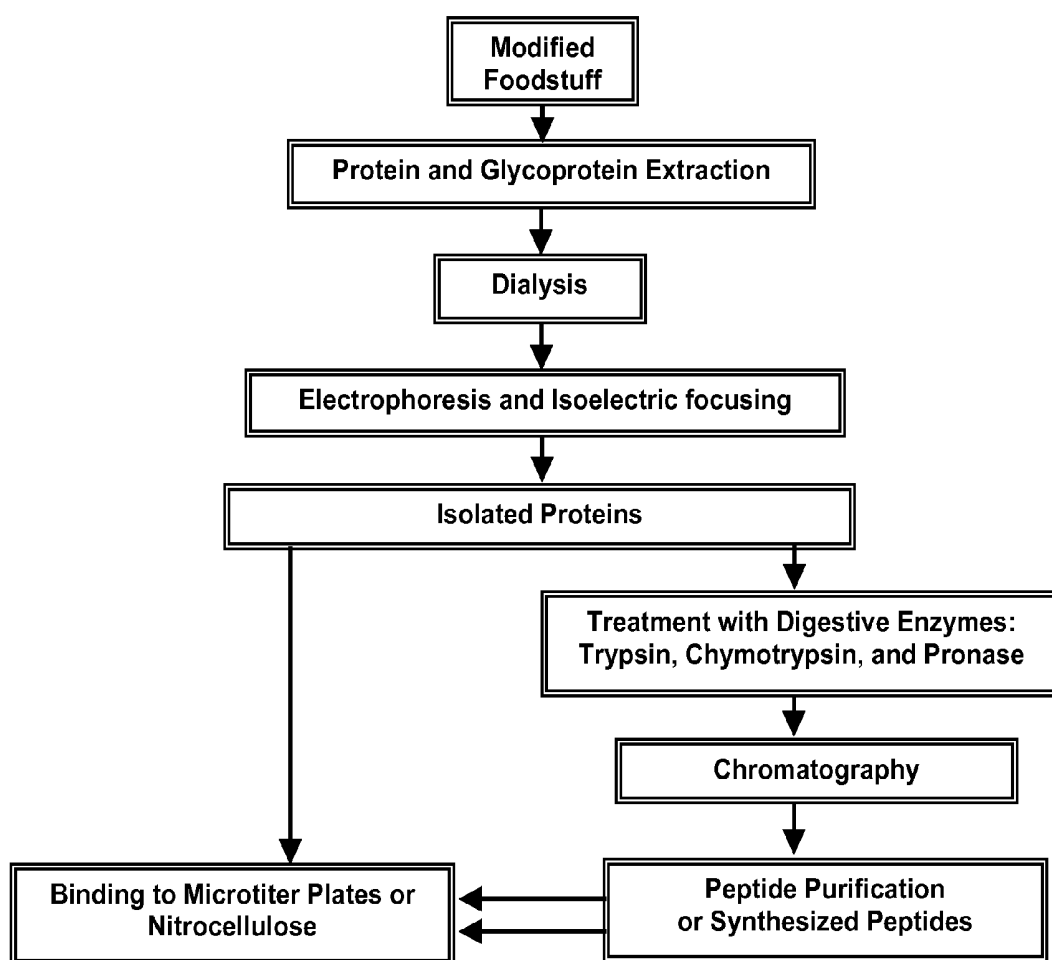 Modified
Foodstuff
Protein and Glycoprotein Extraction
Dialysis
Electrophoresis and Isoelectric focusing
Isolated Proteins
Treatment with Digestive Enzymes:
Trypsin, Chymotrypsin, and Pronase
Chromatography
Peptide Purification
or Synthesized Peptides
Binding to Microtiter Plates or
Nitrocellulose